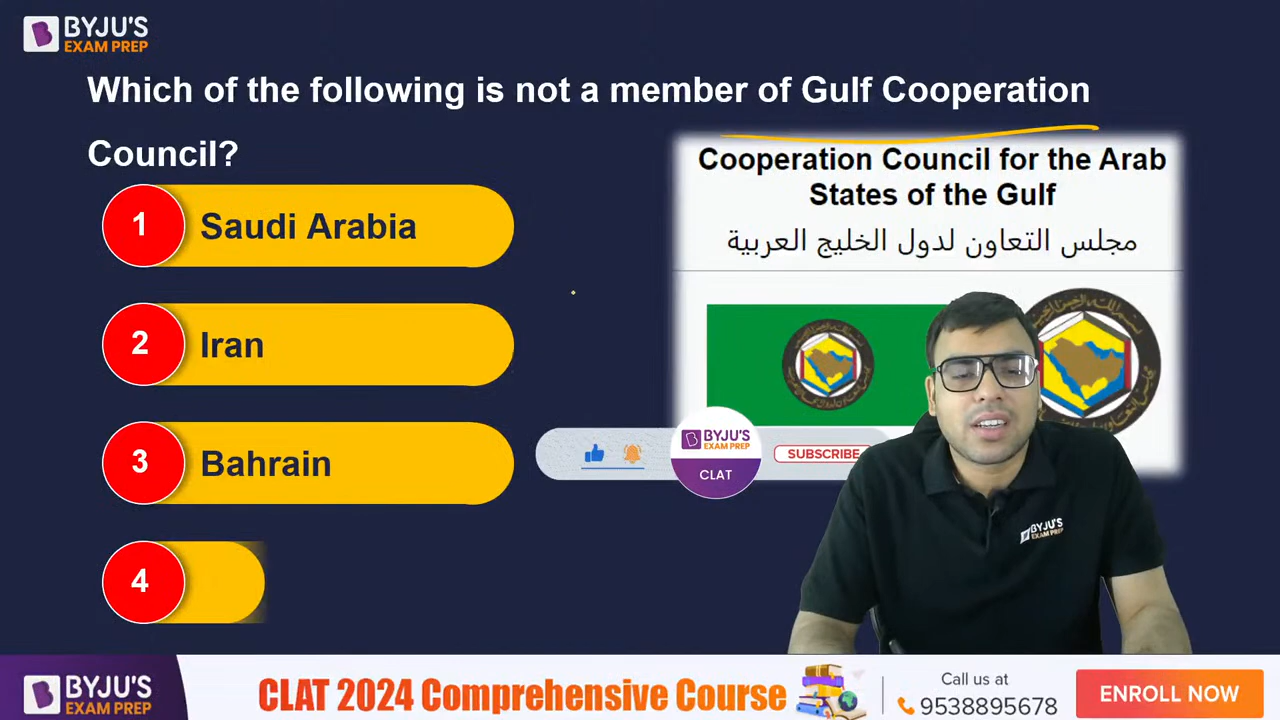 BYJU'S
EXAM PREP
Which of the following is not a member of Gulf Cooperation
Council?
Cooperation Council for the Arab
States of the Gulf
مجلس التعاون لدول الخليج العربية
1 Saudi Arabia
2 Iran
3 Bahrain
4
BYJU'S
EXAM PREP
CLAT
SUBSCRIBE
BYJU'S
EXAM PREP
BYJU'S
EXAM PREP
CLAT 2024 Comprehensive Course
Call us at
9538895678
ENROLL NOW